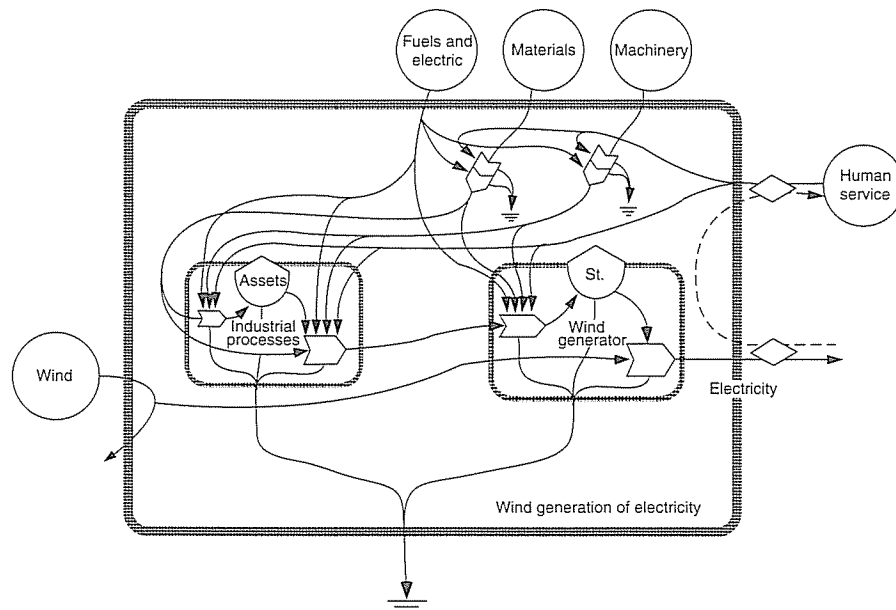 Fuels and
electric
Materials
Machinery
Human
service
Assets
St.
Industrial
processes
Wind
generator
Wind
Electricity
Wind generation of electricity